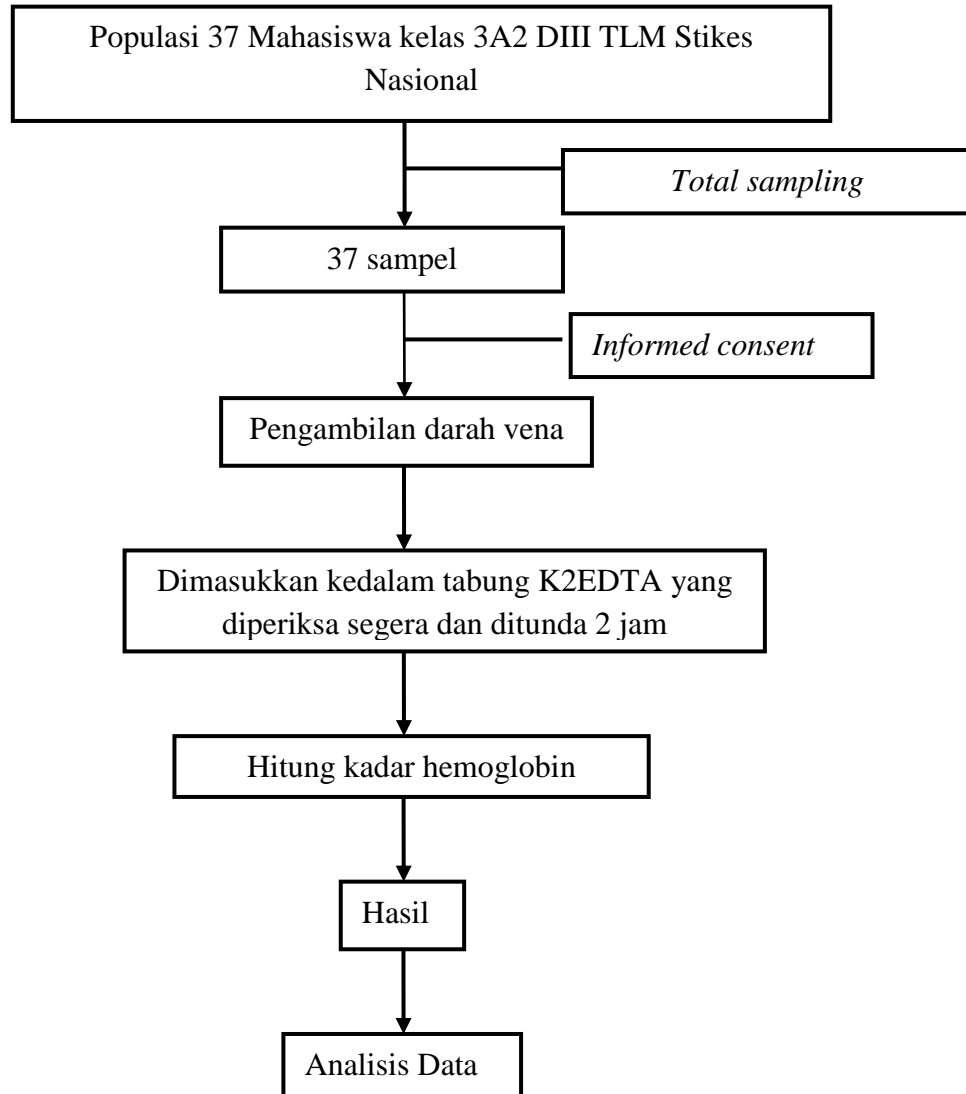 Populasi 37 Mahasiswa kelas 3A2 DIII TLM Stikes
Nasional
Total sampling
37 sampel
Informed consent
Pengambilan darah vena
Dimasukkan kedalam tabung K2EDTA yang
diperiksa segera dan ditunda 2 jam
Hitung kadar hemoglobin
Hasil
Analisis Data